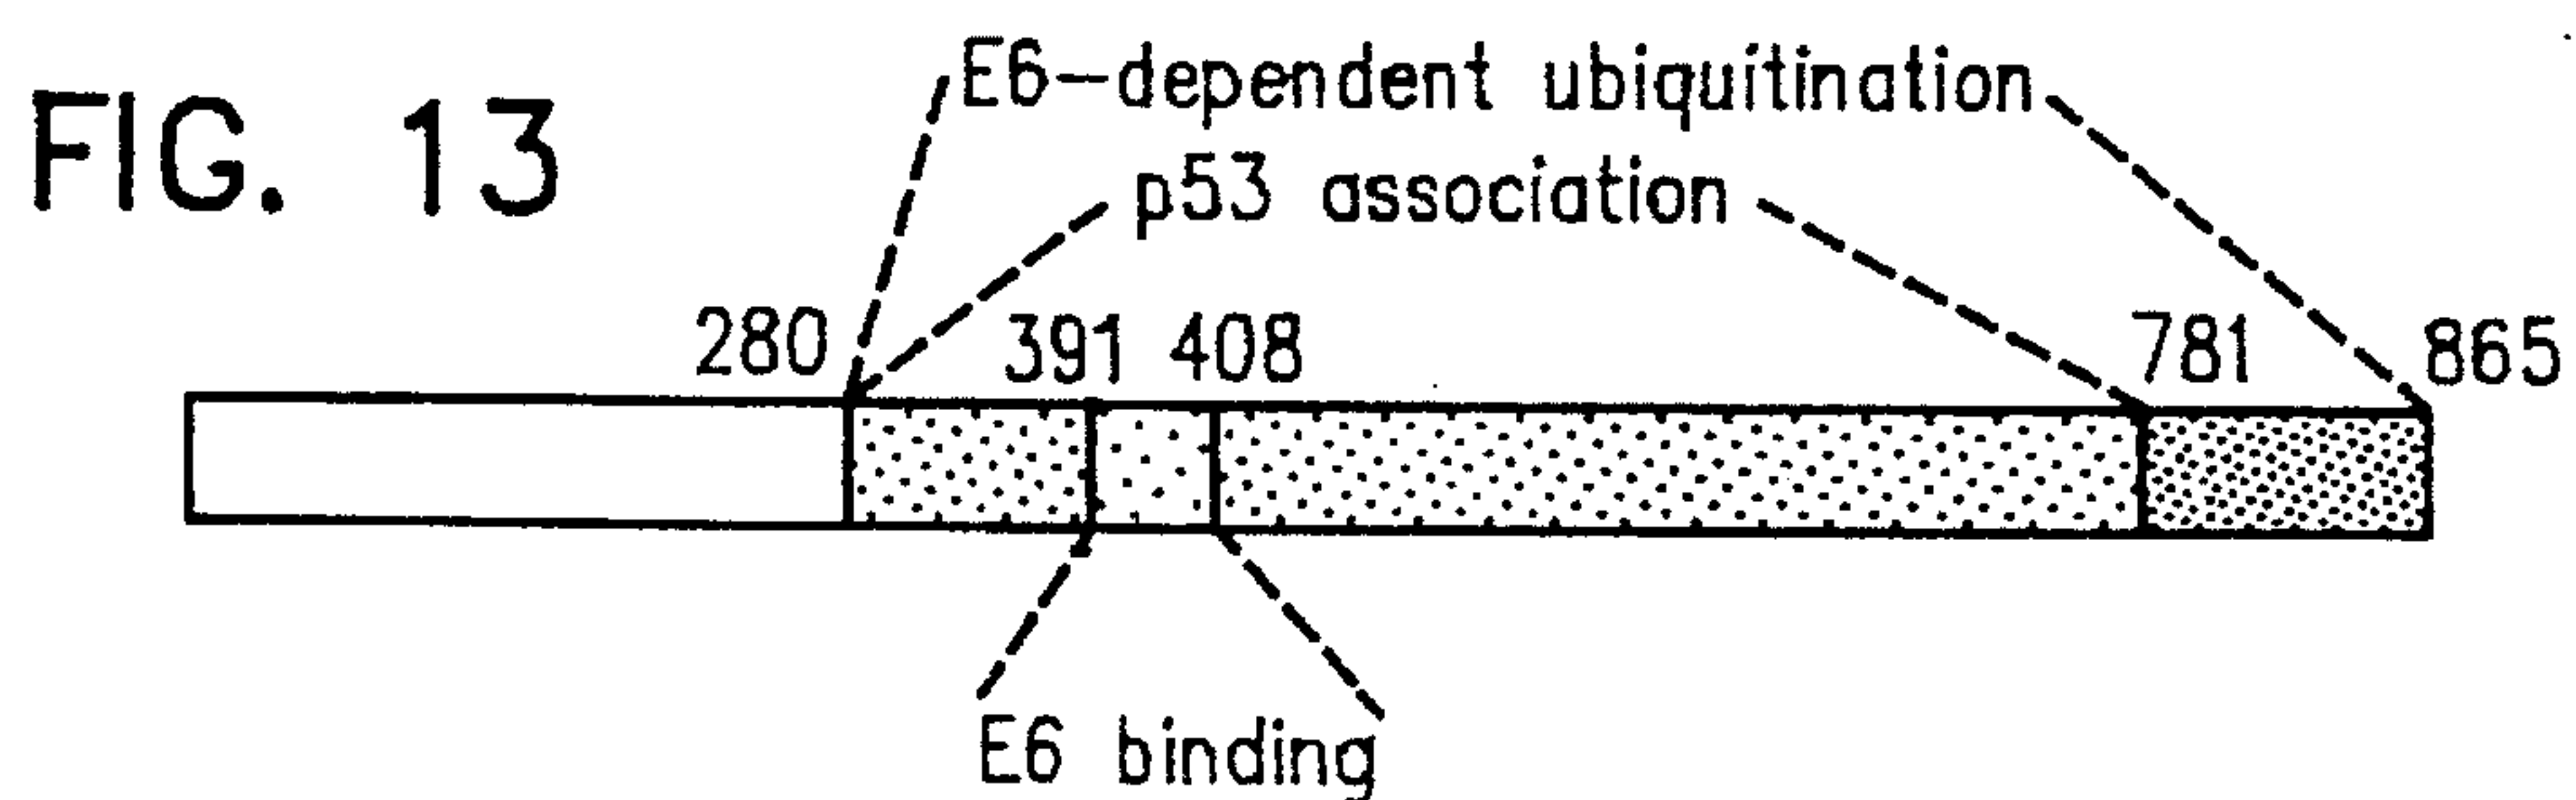 FIG. 13
E6-dependent ubiquitination
p53 association
280 391 408 781 865
E6 binding